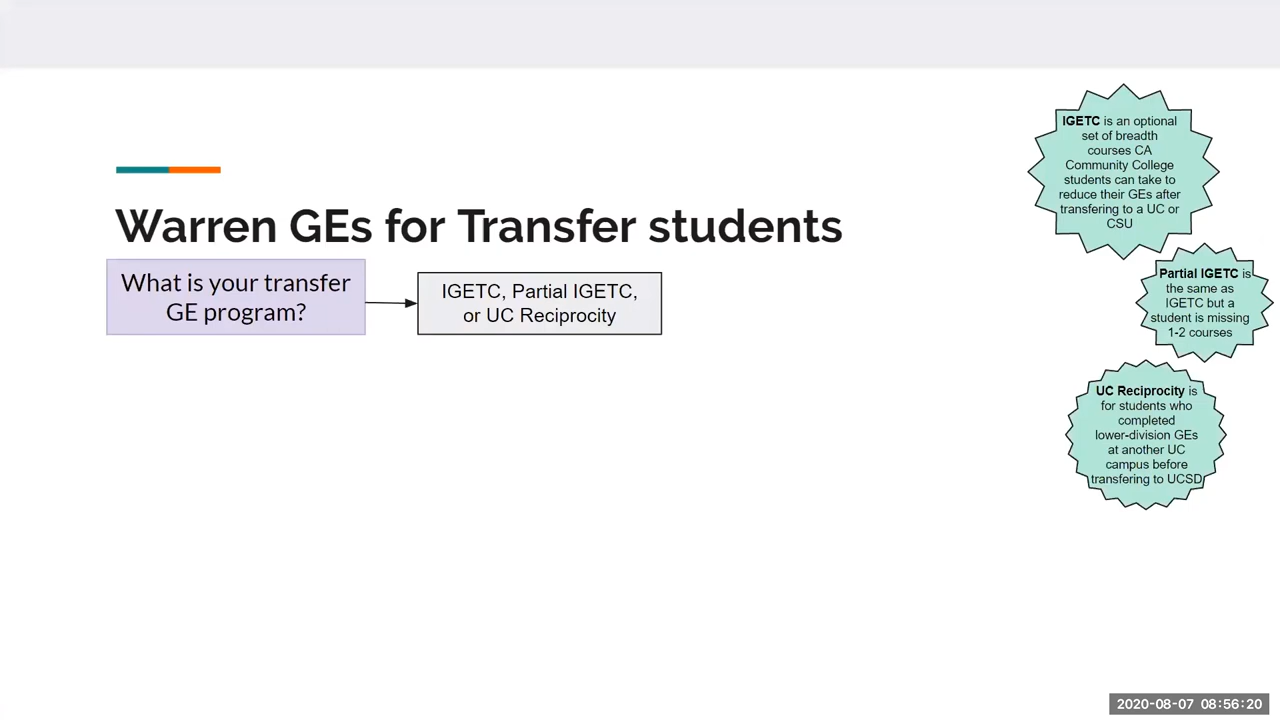 Warren GEs for Transfer students
What is your transfer
GE program?
IGETC, Partial IGETC,
or UC Reciprocity
IGETC is an optional
set of breadth
courses CA
Community College
students can take to
reduce their GEs after
transfering to a UC or
CSU
Partial IGETC is
the same as
IGETC but a
student is missing
1-2 courses
UC Reciprocity is
for students who
completed
lower-division GEs
at another UC
campus before
transfering to UCSD
2020-08-07 08:56:20